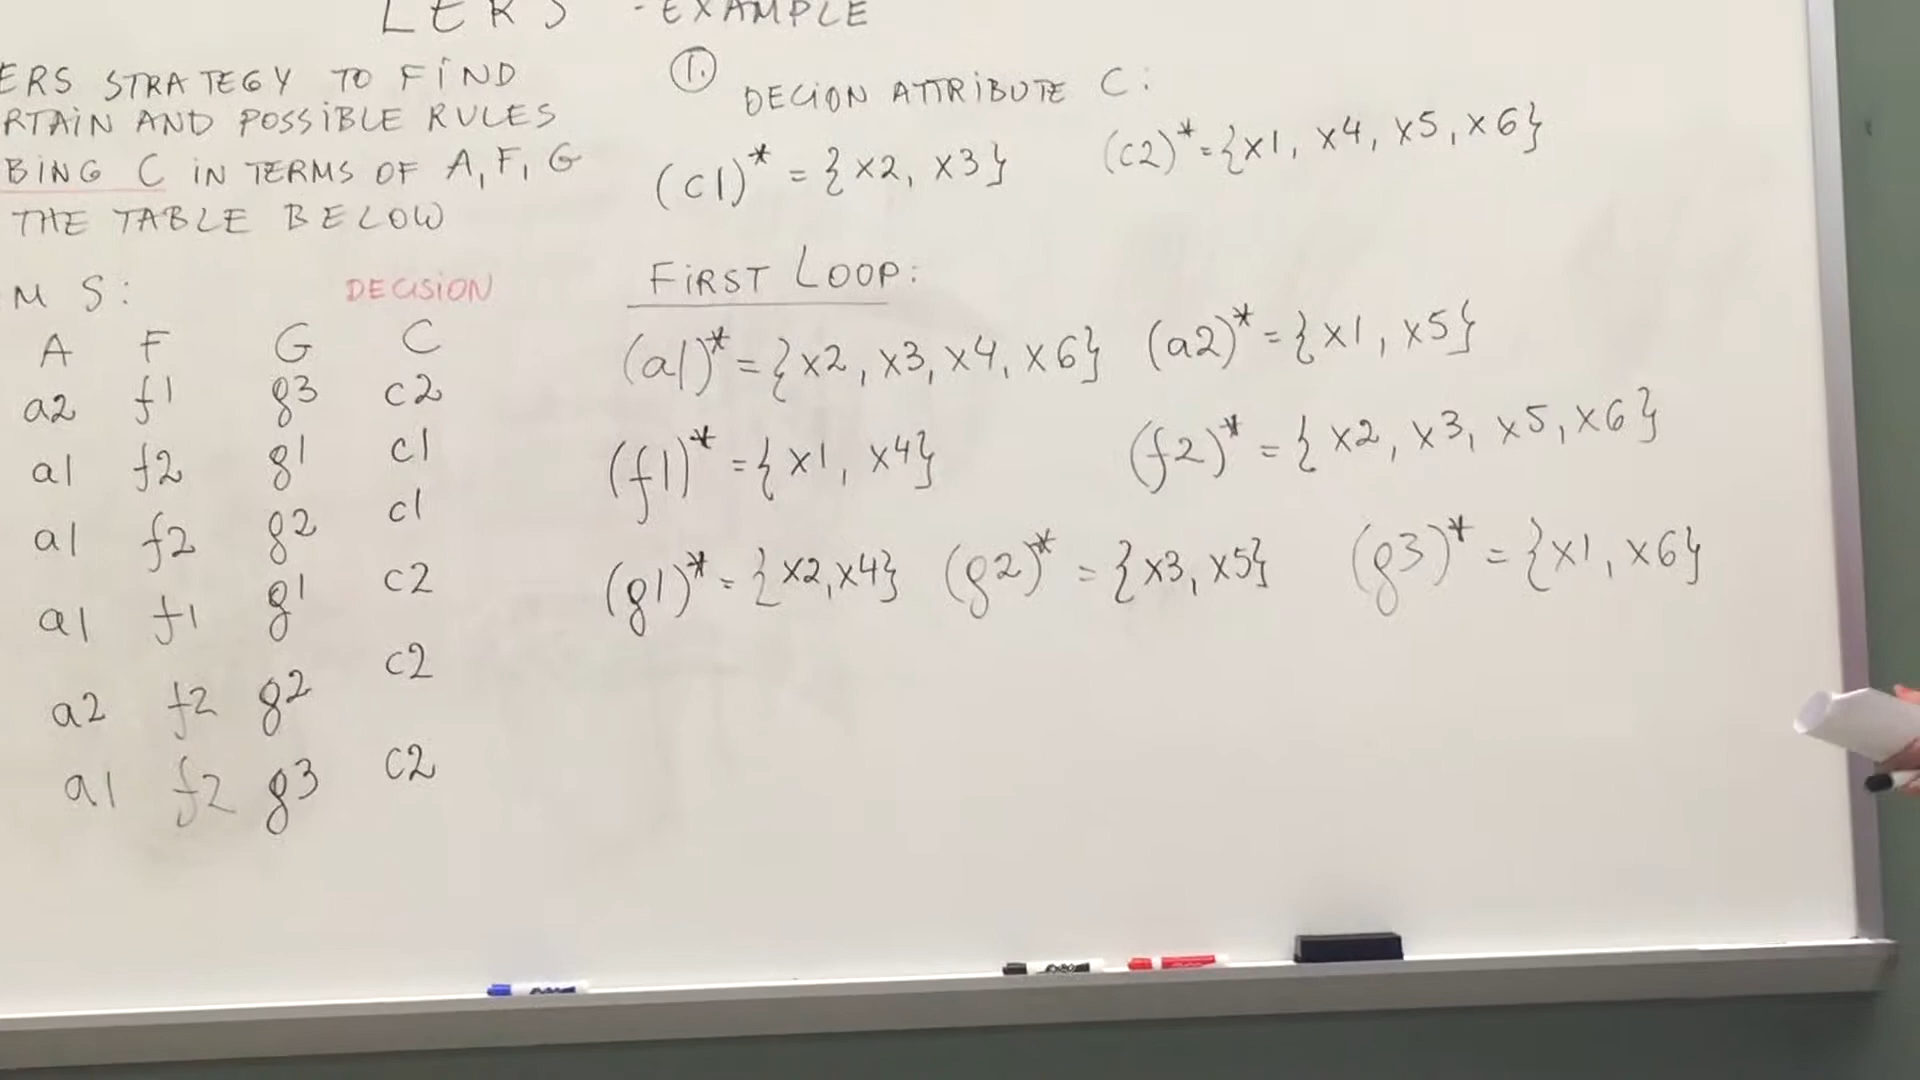 LERS - EXAMPLE
ERS STRATEGY TO FIND
RTAIN AND POSSIBLE RULES
BING C IN TERMS OF A, F, G
THE TABLE BELOW
M S: DECISION
A F G C
a2 f1 g3 c2
a1 f2 g1 c1
a1 f2 g2 c1
a1 f1 g1 c2
a2 f2 g2 c2
a1 f2 g3 c2
1.
DECION ATTRIBUTE C:
(c1)* = {x2, x3} (c2)* = {x1, x4, x5, x6}
FIRST LOOP:
(a1)* = {x2, x3, x4, x6} (a2)* = {x1, x5}
(f1)* = {x1, x4} (f2)* = {x2, x3, x5, x6}
(g1)* = {x2, x4} (g2)* = {x3, x5} (g3)* = {x1, x6}